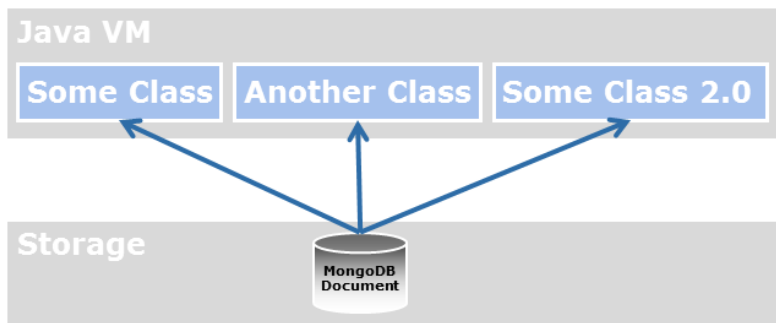 Java VM
Some Class
Another Class
Some Class 2.0
Storage
MongoDB
Document